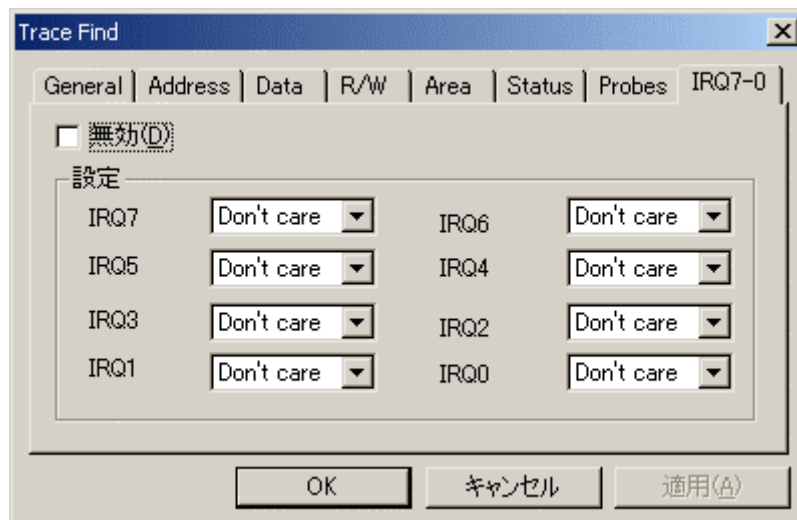 Trace Find
General Address Data R/W Area Status Probes IRQ7-0
無効(D)
設定
IRQ7 Don't care IRQ6 Don't care
IRQ5 Don't care IRQ4 Don't care
IRQ3 Don't care IRQ2 Don't care
IRQ1 Don't care IRQ0 Don't care
OK キャンセル 適用(A)